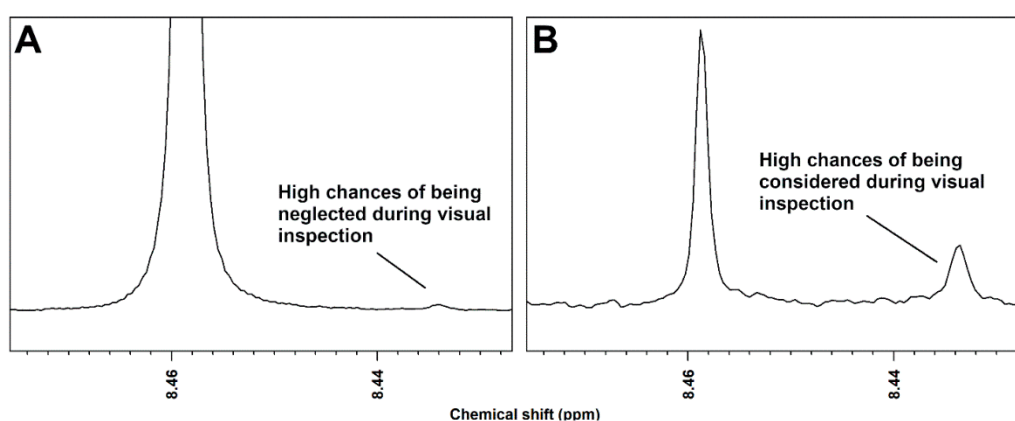 A
High chances of being
neglected during visual
inspection
8.46
8.44
B
High chances of being
considered during visual
inspection
8.46
8.44
Chemical shift (ppm)